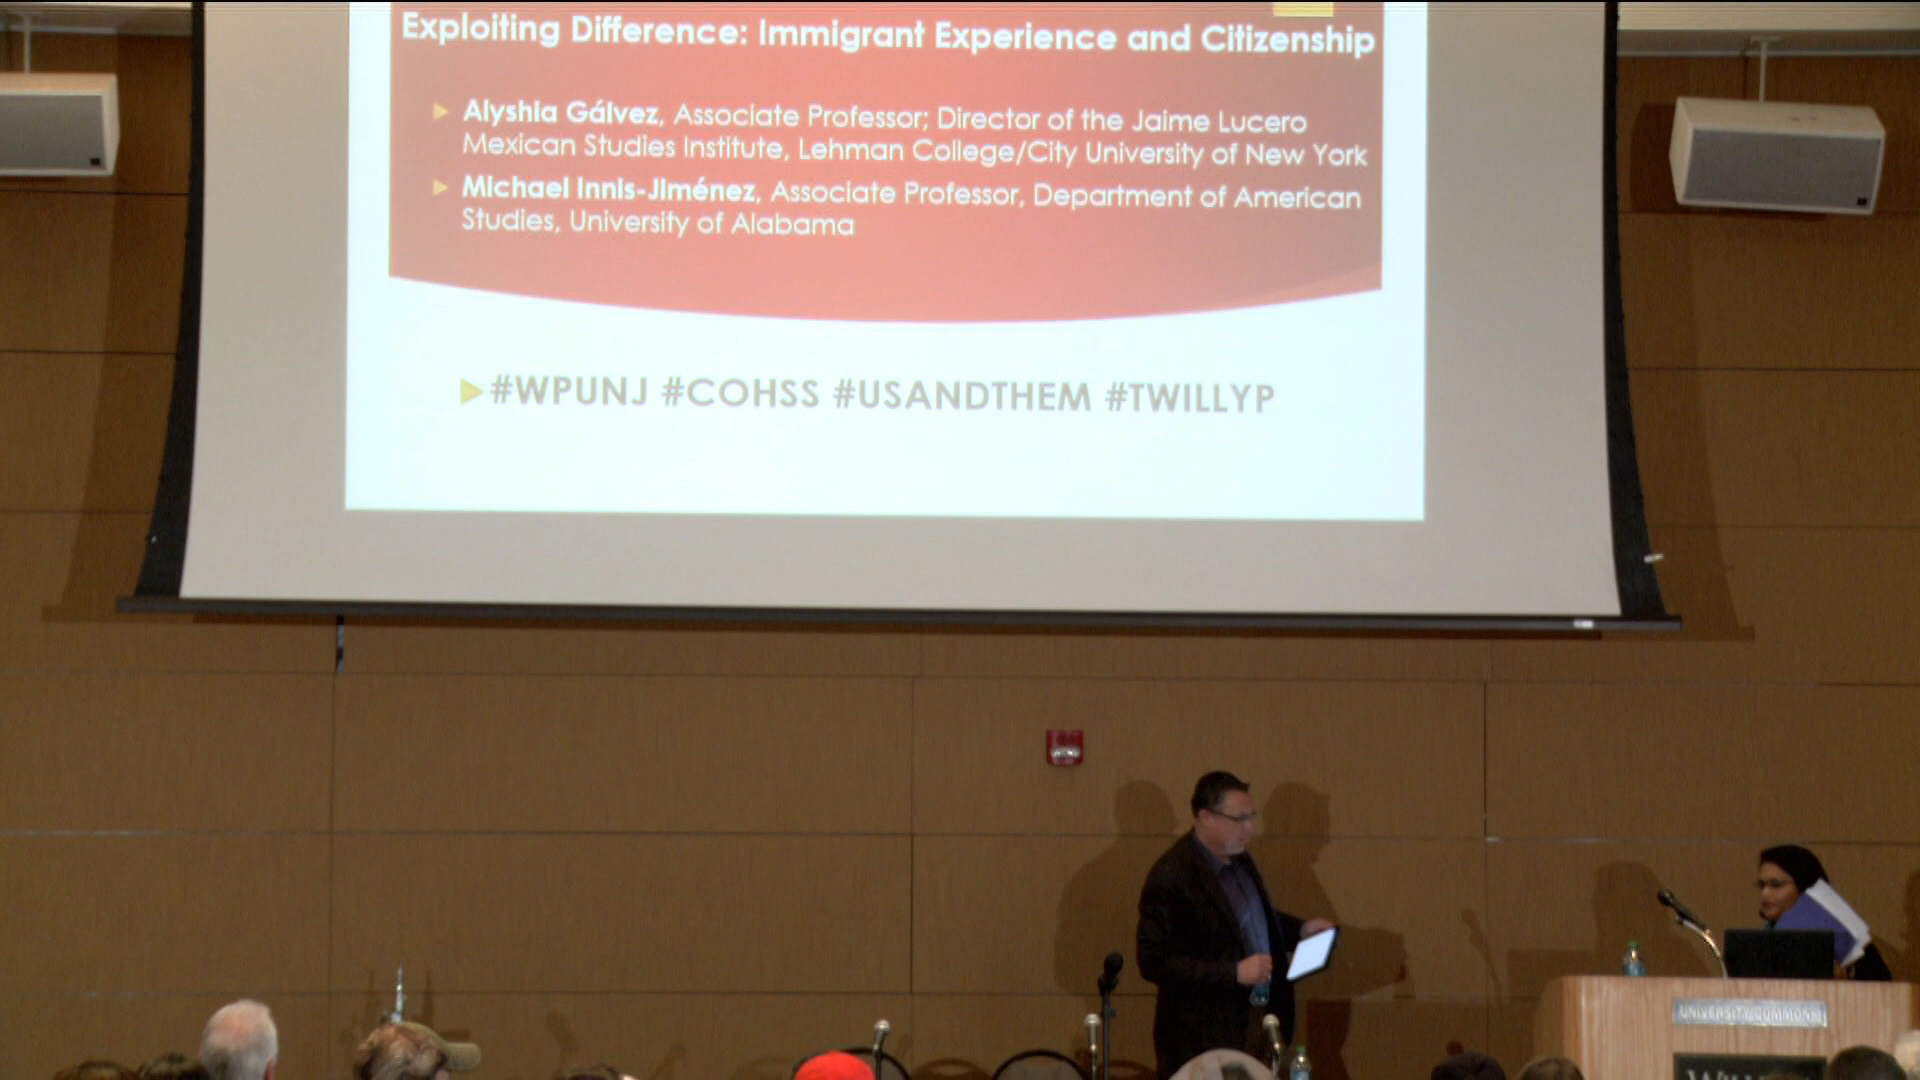 Exploiting Difference: Immigrant Experience and Citizenship
Alyshia Gálvez, Associate Professor; Director of the Jaime Lucero
Mexican Studies Institute, Lehman College/City University of New York
Michael Innis-Jiménez, Associate Professor, Department of American
Studies, University of Alabama
#WPUNJ #COHSS #USANDTHEM #TWILLYP
UNIVERSITY COMMONS